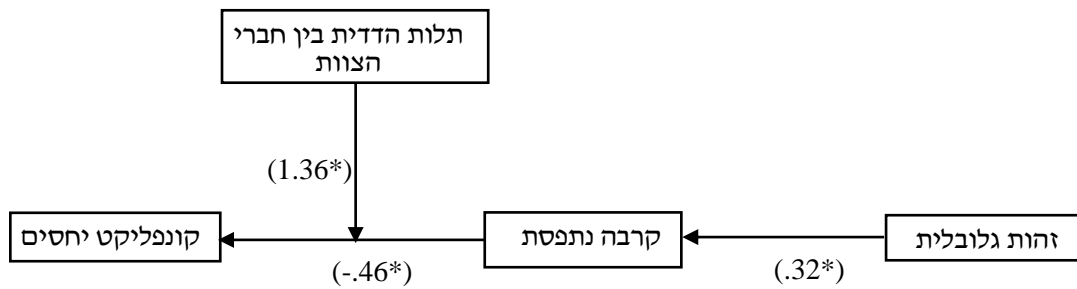 תלות הדדית בין חברי
הצוות
(1.36*)
זהות גלובלית
קרבה נתפסת
קונפליקט יחסים
(.32*)
(-.46*)